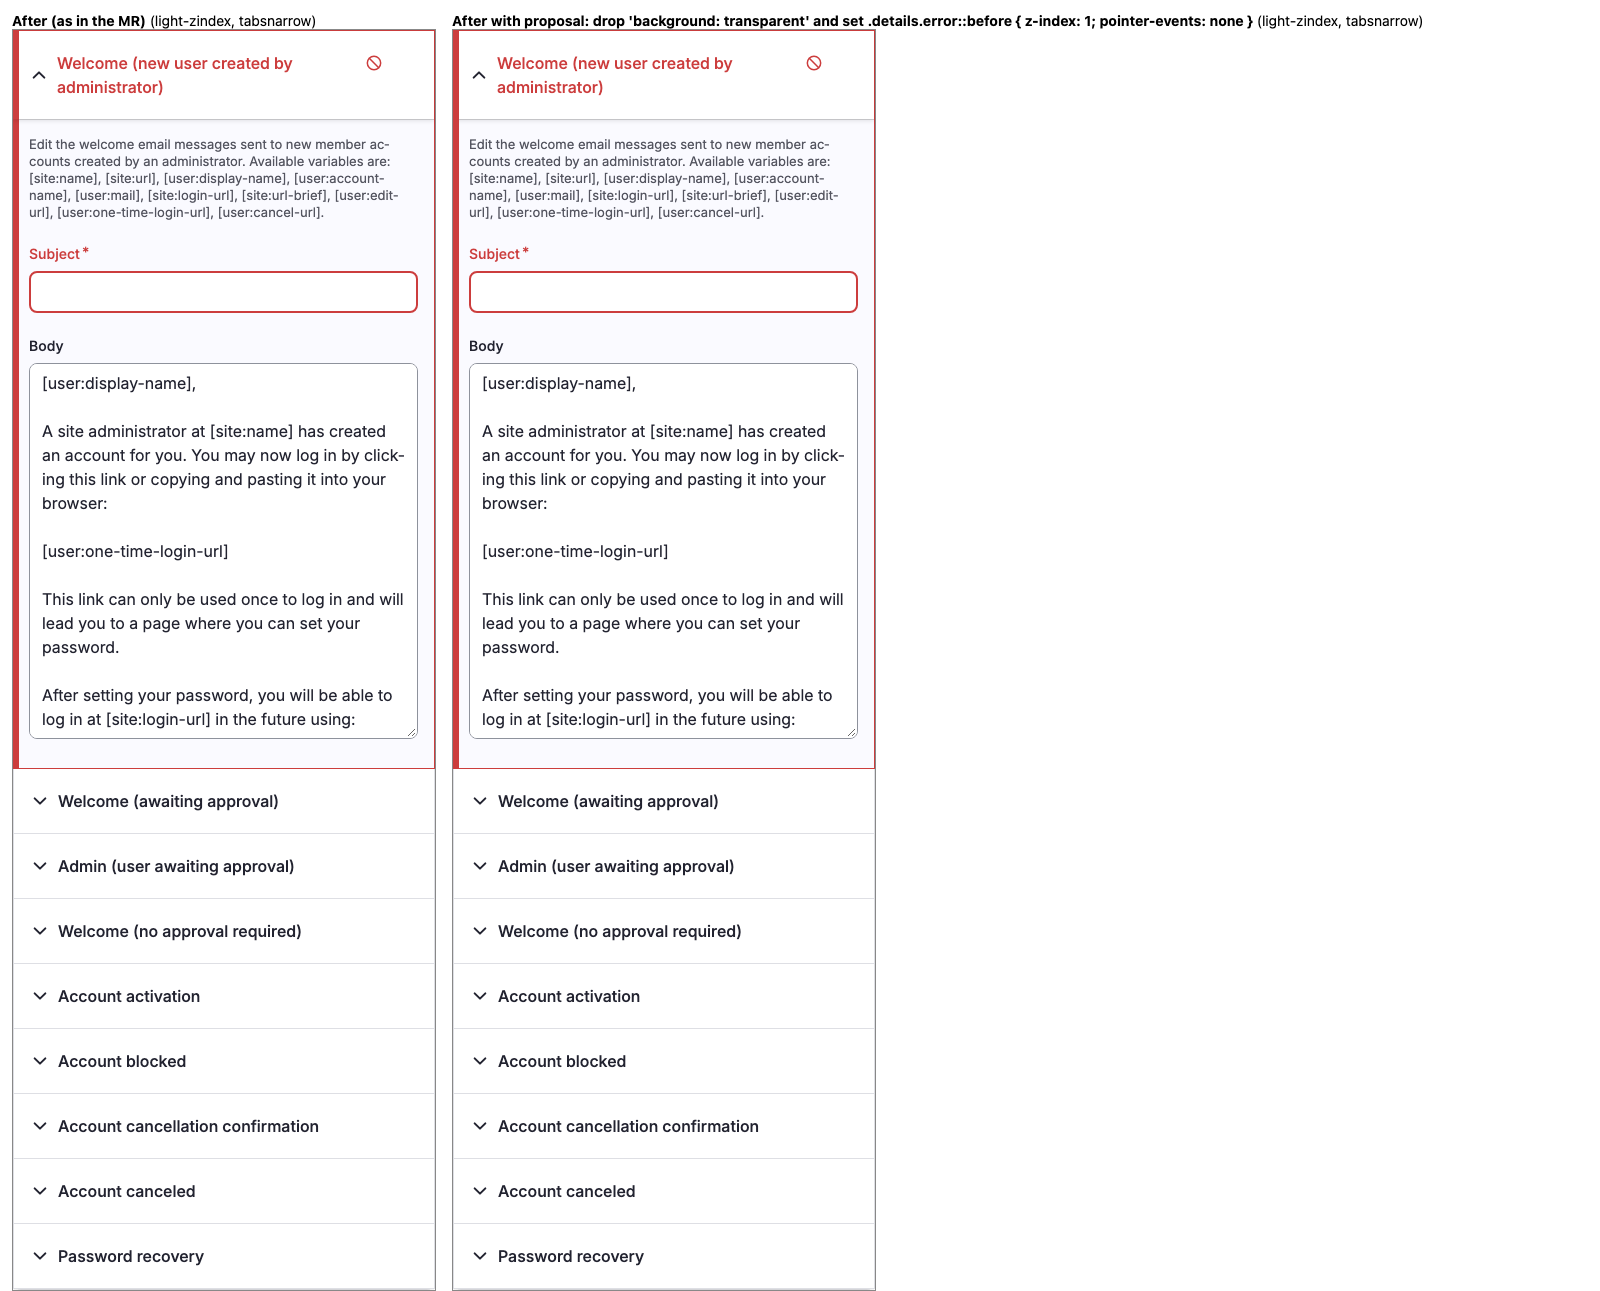 After (as in the MR) (light-zindex, tabsnarrow)
Welcome (new user created by
administrator)
Edit the welcome email messages sent to new member ac-
counts created by an administrator. Available variables are:
[site:name], [site:url], [user:display-name], [user:account-
name], [user:mail], [site:login-url], [site:url-brief], [user:edit-
url], [user:one-time-login-url], [user:cancel-url].
Subject*
Body
[user:display-name],
A site administrator at [site:name] has created
an account for you. You may now log in by click-
ing this link or copying and pasting it into your
browser:
[user:one-time-login-url]
This link can only be used once to log in and will
lead you to a page where you can set your
password.
After setting your password, you will be able to
log in at [site:login-url] in the future using:
Welcome (awaiting approval)
Admin (user awaiting approval)
Welcome (no approval required)
Account activation
Account blocked
Account cancellation confirmation
Account canceled
Password recovery
After with proposal: drop 'background: transparent' and set .details.error::before { z-index: 1; pointer-events: none } (light-zindex, tabsnarrow)
Welcome (new user created by
administrator)
Edit the welcome email messages sent to new member ac-
counts created by an administrator. Available variables are:
[site:name], [site:url], [user:display-name], [user:account-
name], [user:mail], [site:login-url], [site:url-brief], [user:edit-
url], [user:one-time-login-url], [user:cancel-url].
Subject*
Body
[user:display-name],
A site administrator at [site:name] has created
an account for you. You may now log in by click-
ing this link or copying and pasting it into your
browser:
[user:one-time-login-url]
This link can only be used once to log in and will
lead you to a page where you can set your
password.
After setting your password, you will be able to
log in at [site:login-url] in the future using:
Welcome (awaiting approval)
Admin (user awaiting approval)
Welcome (no approval required)
Account activation
Account blocked
Account cancellation confirmation
Account canceled
Password recovery